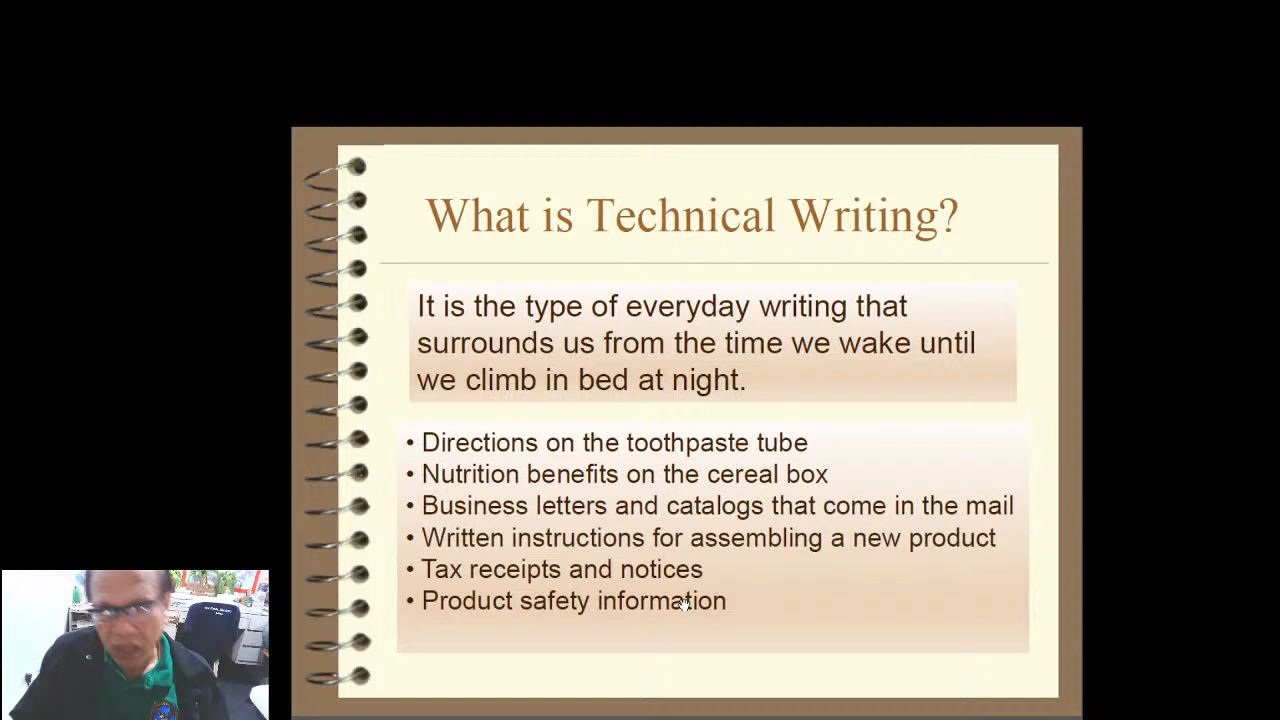 What is Technical Writing?
It is the type of everyday writing that
surrounds us from the time we wake until
we climb in bed at night.
• Directions on the toothpaste tube
• Nutrition benefits on the cereal box
• Business letters and catalogs that come in the mail
• Written instructions for assembling a new product
• Tax receipts and notices
• Product safety information